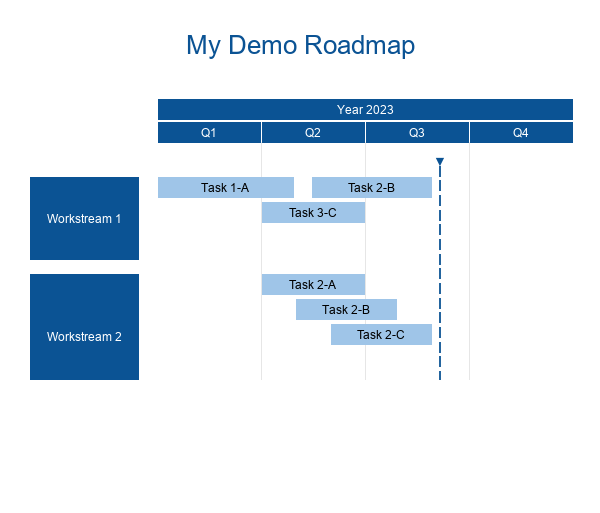 My Demo Roadmap
Year 2023
Q1 Q2 Q3 Q4
Workstream 1
Task 1-A Task 2-B
Task 3-C
Workstream 2
Task 2-A
Task 2-B
Task 2-C